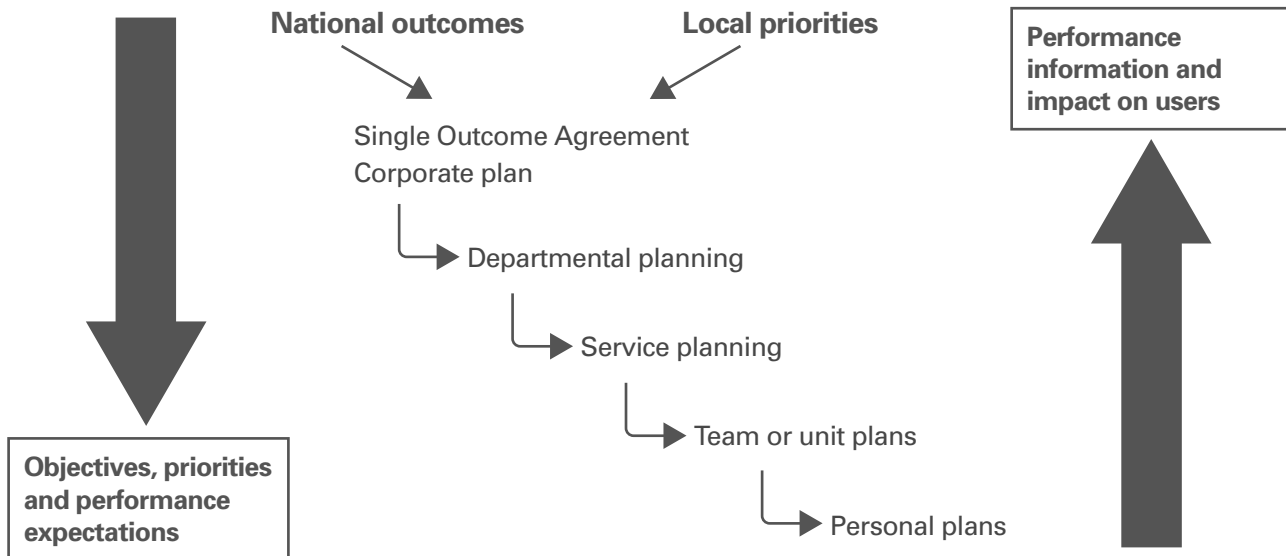 National outcomes
Local priorities
Performance
information and
impact on users
Single Outcome Agreement
Corporate plan
Departmental planning
Service planning
Team or unit plans
Objectives, priorities
and performance
expectations
Personal plans